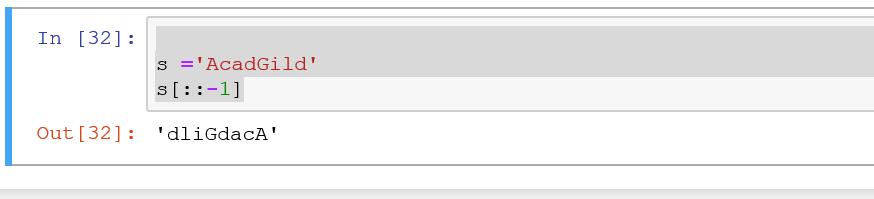 In [32]:
s ='AcadGild'
s[::-1]
Out[32]: 'dliGdacA'